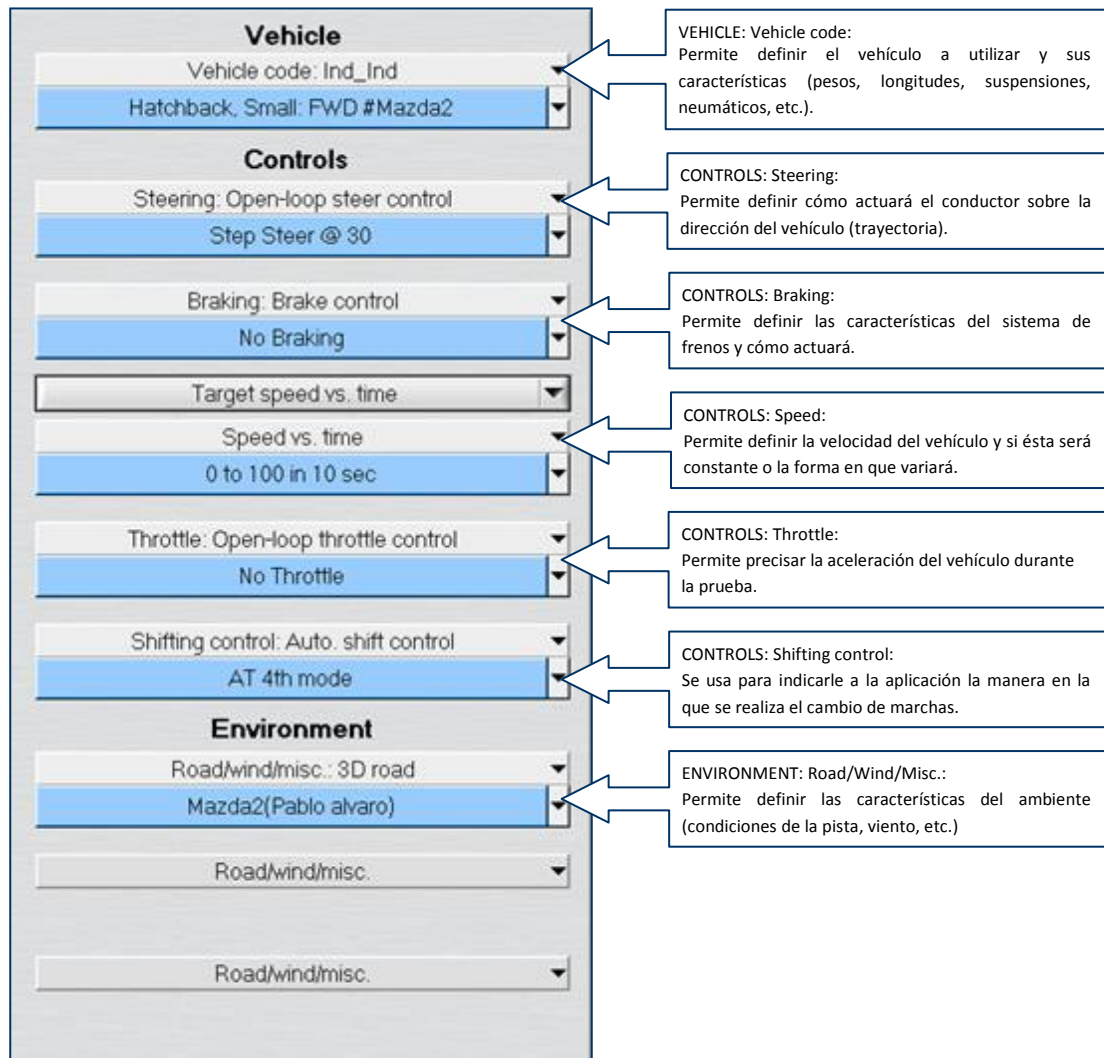 Vehicle
Vehicle code: Ind_Ind
Hatchback, Small: FWD #Mazda2
Controls
Steering: Open-loop steer control
Step Steer @ 30
Braking: Brake control
No Braking
Target speed vs. time
Speed vs. time
0 to 100 in 10 sec
Throttle: Open-loop throttle control
No Throttle
Shifting control: Auto. shift control
AT 4th mode
Environment
Road/wind/misc.: 3D road
Mazda2(Pablo alvaro)
Road/wind/misc.
Road/wind/misc.
VEHICLE: Vehicle code:
Permite definir el vehículo a utilizar y sus
características (pesos, longitudes, suspensiones,
neumáticos, etc.).
CONTROLS: Steering:
Permite definir cómo actuará el conductor sobre la
dirección del vehículo (trayectoria).
CONTROLS: Braking:
Permite definir las características del sistema de
frenos y cómo actuará.
CONTROLS: Speed:
Permite definir la velocidad del vehículo y si ésta será
constante o la forma en que variará.
CONTROLS: Throttle:
Permite precisar la aceleración del vehículo durante
la prueba.
CONTROLS: Shifting control:
Se usa para indicarle a la aplicación la manera en la
que se realiza el cambio de marchas.
ENVIRONMENT: Road/Wind/Misc.:
Permite definir las características del ambiente
(condiciones de la pista, viento, etc.)